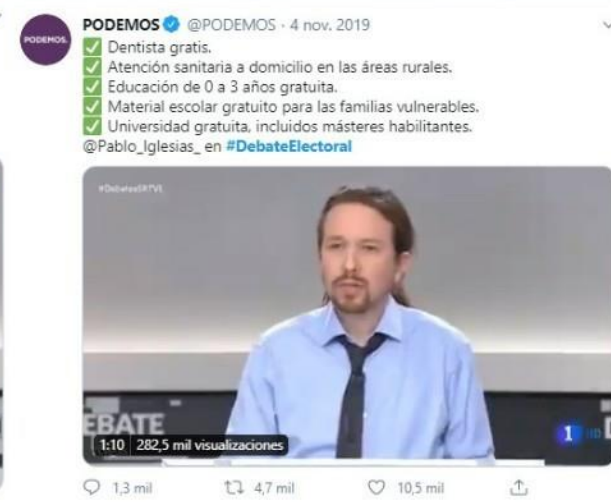 PODEMOS.
PODEMOS @PODEMOS · 4 nov. 2019
✅ Dentista gratis.
✅ Atención sanitaria a domicilio en las áreas rurales.
✅ Educación de 0 a 3 años gratuita.
✅ Material escolar gratuito para las familias vulnerables.
✅ Universidad gratuita, incluidos másteres habilitantes.
@Pablo_Iglesias_ en #DebateElectoral
#DebatesRTVE
EBATE
1:10 282,5 mil visualizaciones
1 HD D
1,3 mil 4,7 mil 10,5 mil